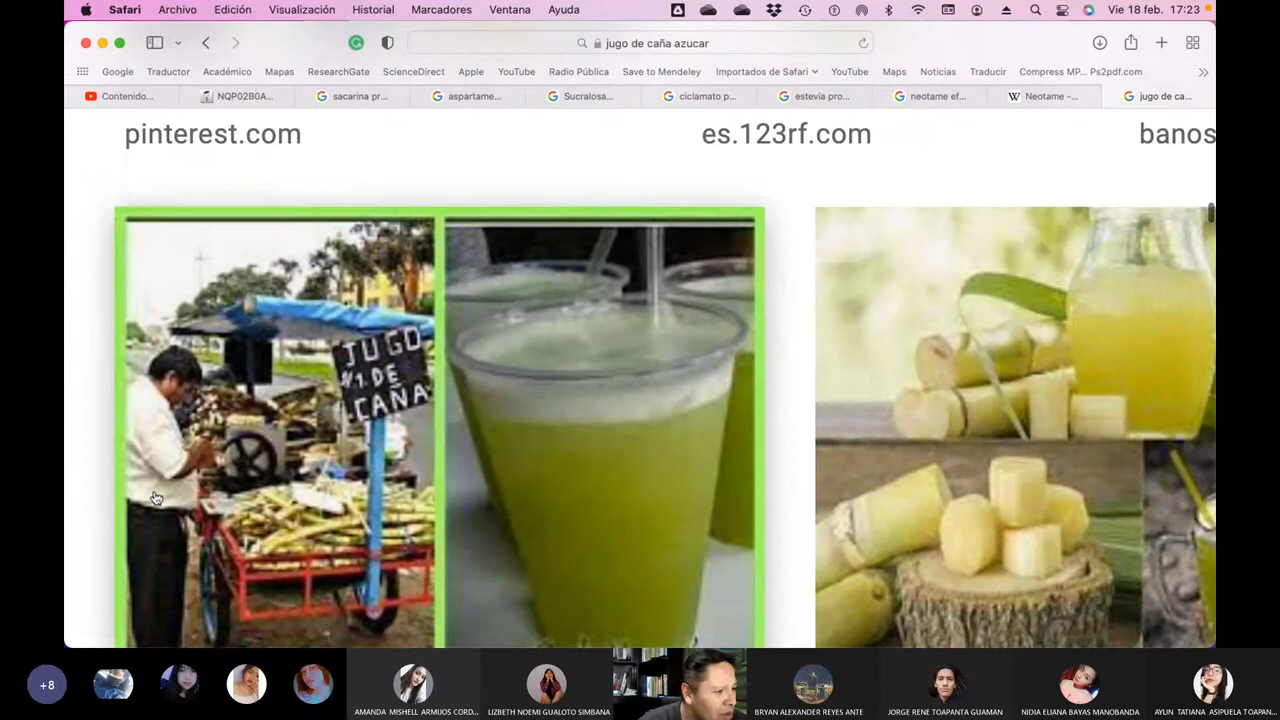 Safari Archivo Edición Visualización Historial Marcadores Ventana Ayuda Vie 18 feb. 17:23
jugo de caña azucar
Google Traductor Académico Mapas ResearchGate ScienceDirect Apple YouTube Radio Pública Save to Mendeley Importados de Safari YouTube Maps Noticias Traducir Compress MP... Ps2pdf.com
Contenido... NQP02B0A... sacarina pr... aspartame... Sucralosa... ciclamato p... estevia pro... neotame ef... Neotame -... jugo de ca...
pinterest.com es.123rf.com banos
JUGO
DE
CAÑA
+8
AMANDA MISHELL ARMIJOS CORD... LIZBETH NOEMI GUALOTO SIMBANA BRYAN ALEXANDER REYES ANTE JORGE RENE TOAPANTA GUAMAN NIDIA ELIANA BAYAS MANOBANDA AYLIN TATIANA ASIPUELA TOAPAN...